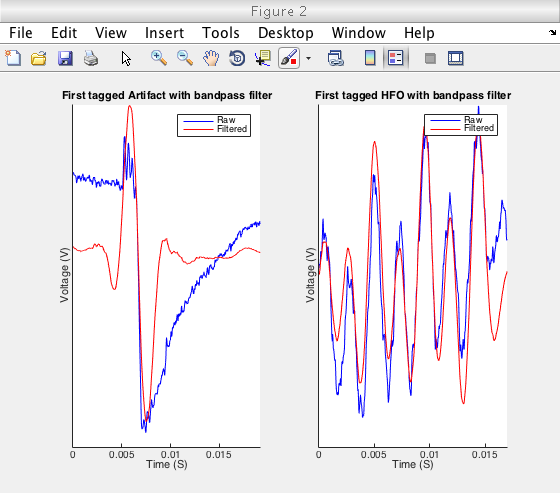 Figure 2
File Edit View Insert Tools Desktop Window Help
First tagged Artifact with bandpass filter
Raw
Filtered
Voltage (V)
0 0.005 0.01 0.015
Time (S)
First tagged HFO with bandpass filter
Raw
Filtered
Voltage (V)
0 0.005 0.01 0.015
Time (S)